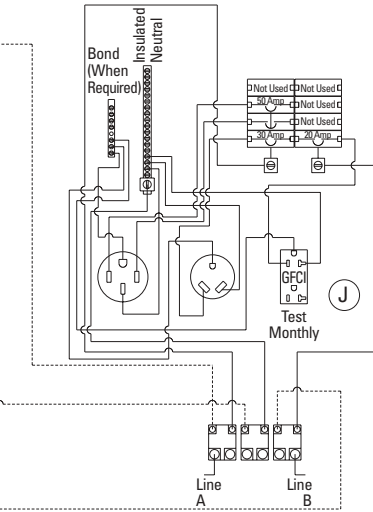 Bond
(When
Required)
Insulated
Neutral
Not Used Not Used
50 Amp Not Used
Not Used
30 Amp 20 Amp
GFCI
J
Test
Monthly
Line
A
Line
B